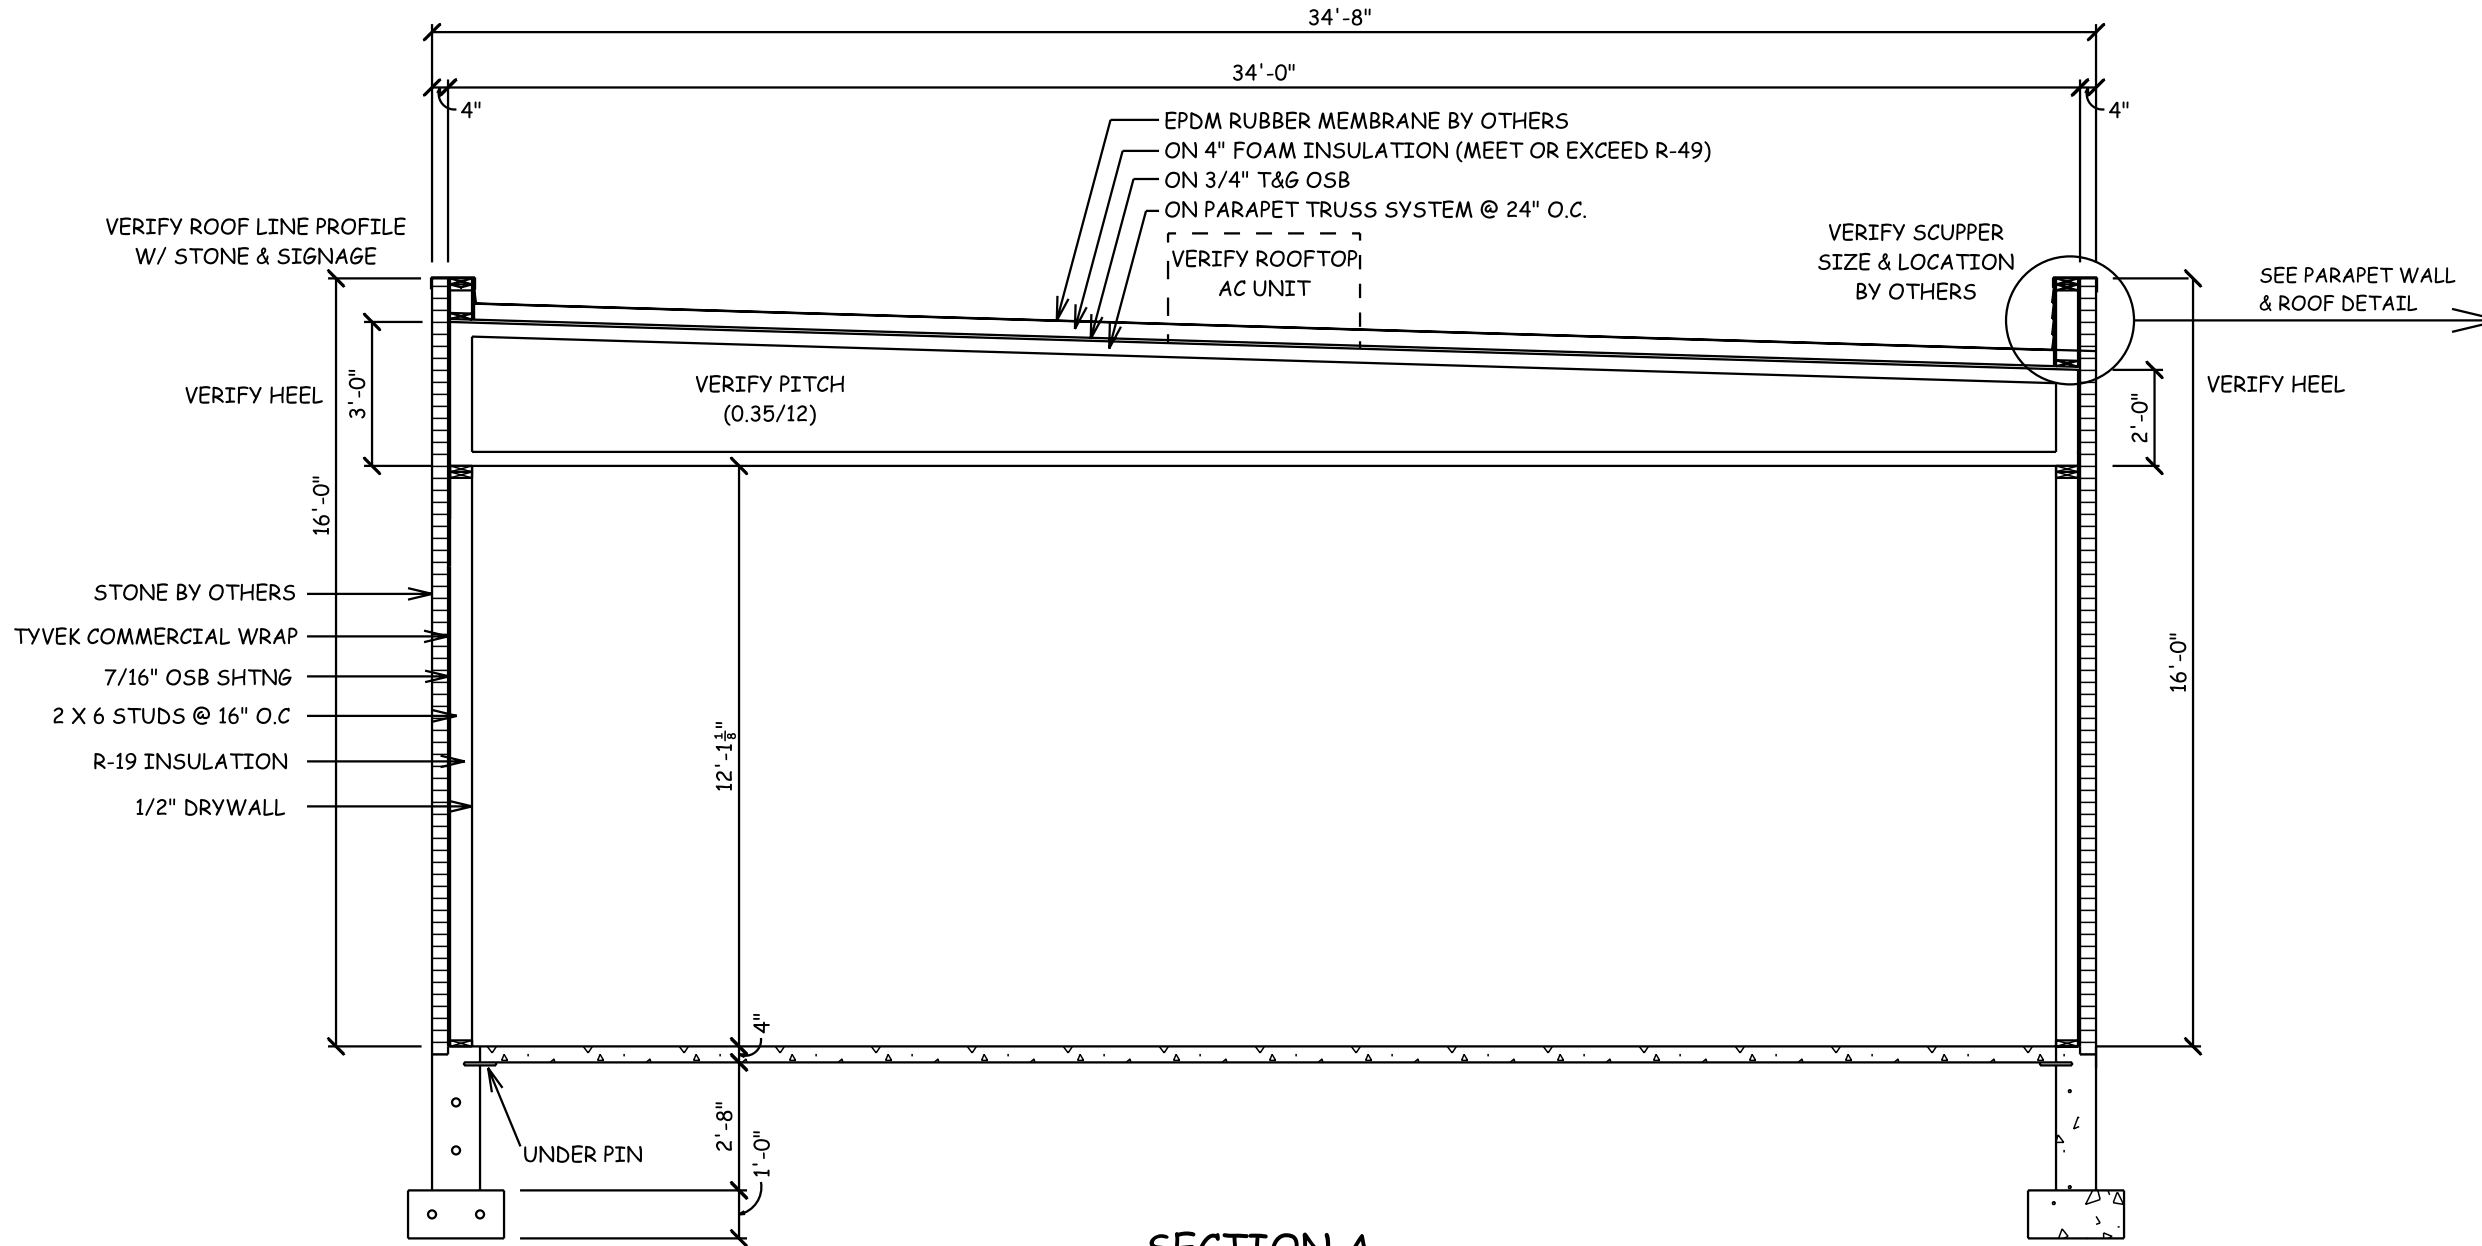 34'-8"
34'-0"
4"
4"
EPDM RUBBER MEMBRANE BY OTHERS
ON 4" FOAM INSULATION (MEET OR EXCEED R-49)
ON 3/4" T&G OSB
ON PARAPET TRUSS SYSTEM @ 24" O.C.
VERIFY ROOF LINE PROFILE
W/ STONE & SIGNAGE
VERIFY ROOFTOP
AC UNIT
VERIFY SCUPPER
SIZE & LOCATION
BY OTHERS
SEE PARAPET WALL
& ROOF DETAIL
VERIFY HEEL
3'-0"
VERIFY PITCH
(0.35/12)
2'-0"
VERIFY HEEL
16'-0"
STONE BY OTHERS
TYVEK COMMERCIAL WRAP
7/16" OSB SHTNG
2 X 6 STUDS @ 16" O.C
R-19 INSULATION
1/2" DRYWALL
12'-1 1/8"
16'-0"
4"
2'-8"
1'-0"
UNDER PIN
SECTION A